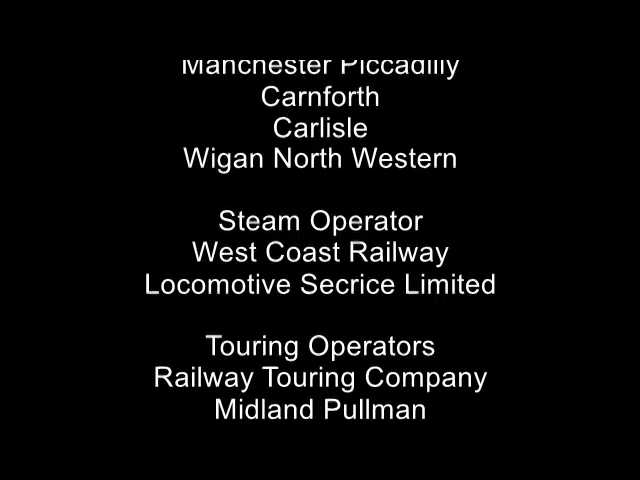 Manchester Piccadilly
Carnforth
Carlisle
Wigan North Western
Steam Operator
West Coast Railway
Locomotive Secrice Limited
Touring Operators
Railway Touring Company
Midland Pullman